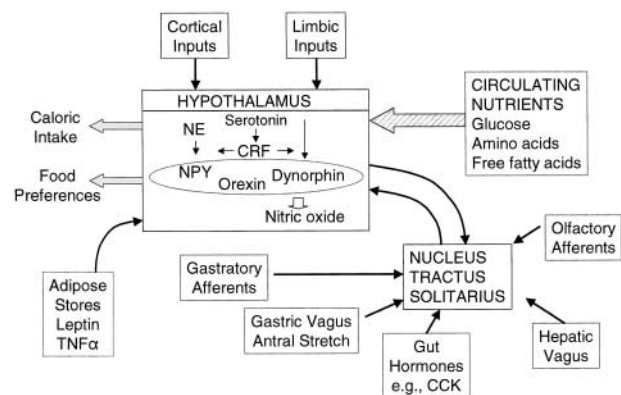 Cortical
Inputs
Limbic
Inputs
HYPOTHALAMUS
Serotonin
NE
CRF
NPY
Orexin
Dynorphin
Nitric oxide
Caloric
Intake
Food
Preferences
CIRCULATING
NUTRIENTS
Glucose
Amino acids
Free fatty acids
Adipose
Stores
Leptin
TNFα
Gastratory
Afferents
Gastric Vagus
Antral Stretch
NUCLEUS
TRACTUS
SOLITARIUS
Olfactory
Afferents
Gut
Hormones
e.g., CCK
Hepatic
Vagus